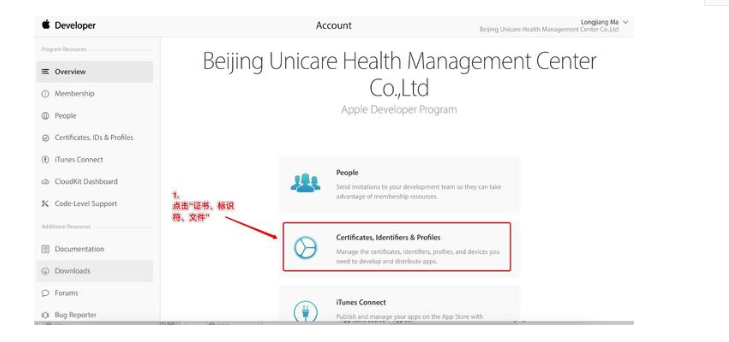 Developer
Account
Longjiang Ma
Beijing Unicare Health Management Center Co.,Ltd
Program Resources
Overview
Membership
People
Certificates, IDs & Profiles
iTunes Connect
CloudKit Dashboard
Code-Level Support
Additional Resources
Documentation
Downloads
Forums
Bug Reporter
Beijing Unicare Health Management Center
Co.,Ltd
Apple Developer Program
People
Send invitations to your development team so they can take
advantage of membership resources.
1.
点击“证书、标识
符、文件”
Certificates, Identifiers & Profiles
Manage the certificates, identifiers, profiles, and devices you
need to develop and distribute apps.
iTunes Connect
Publish and manage your apps on the App Store with